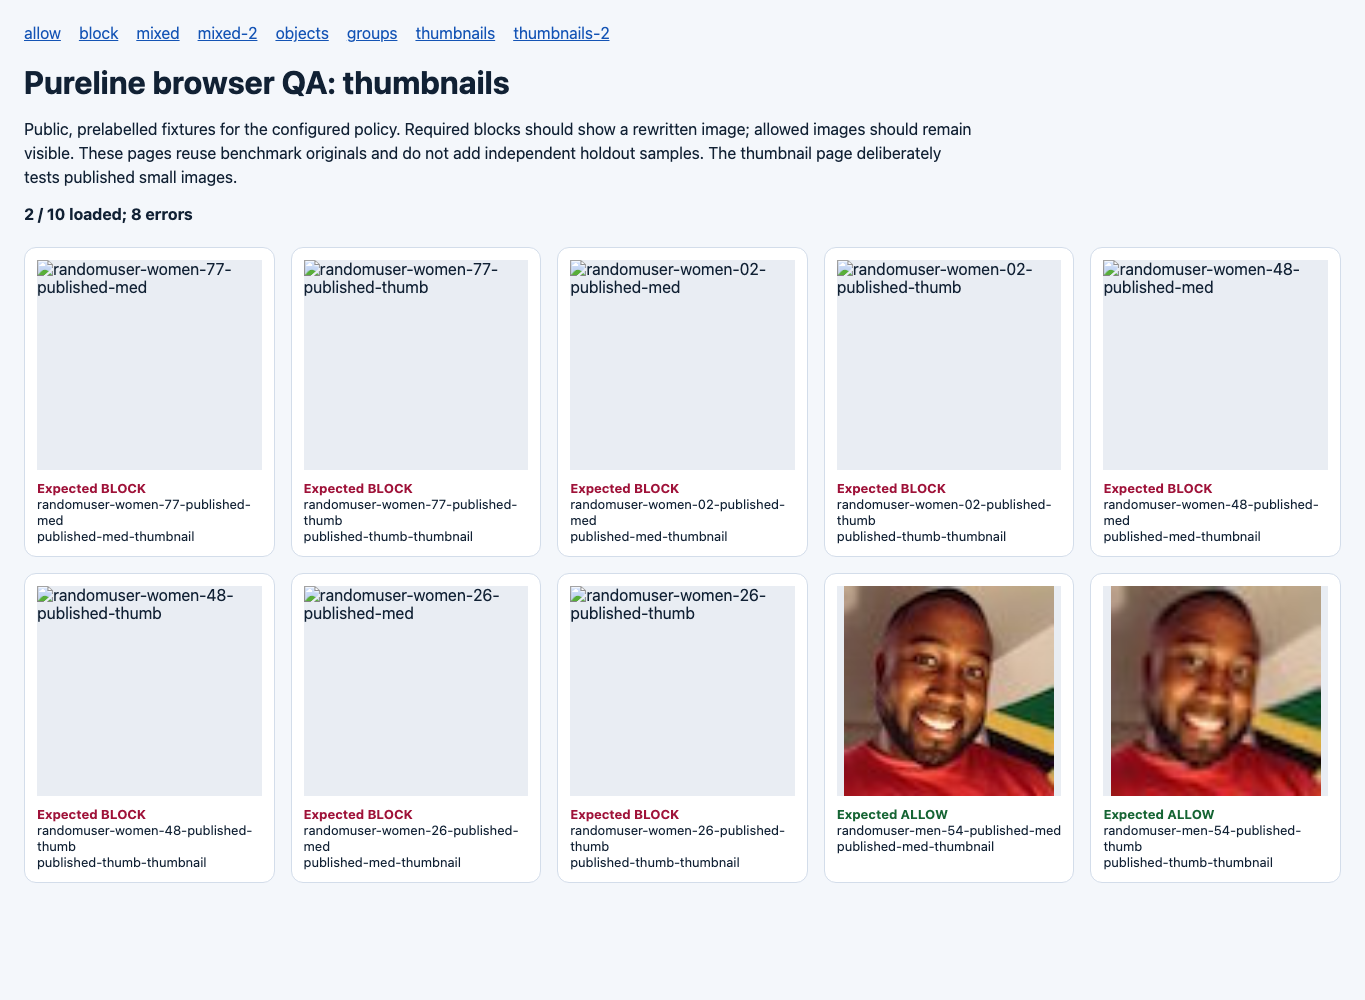 allow block mixed mixed-2 objects groups thumbnails thumbnails-2
Pureline browser QA: thumbnails
Public, prelabelled fixtures for the configured policy. Required blocks should show a rewritten image; allowed images should remain
visible. These pages reuse benchmark originals and do not add independent holdout samples. The thumbnail page deliberately
tests published small images.
2 / 10 loaded; 8 errors
randomuser-women-77-
published-med
Expected BLOCK
randomuser-women-77-published-
med
published-med-thumbnail
randomuser-women-77-
published-thumb
Expected BLOCK
randomuser-women-77-published-
thumb
published-thumb-thumbnail
randomuser-women-02-
published-med
Expected BLOCK
randomuser-women-02-published-
med
published-med-thumbnail
randomuser-women-02-
published-thumb
Expected BLOCK
randomuser-women-02-published-
thumb
published-thumb-thumbnail
randomuser-women-48-
published-med
Expected BLOCK
randomuser-women-48-published-
med
published-med-thumbnail
randomuser-women-48-
published-thumb
Expected BLOCK
randomuser-women-48-published-
thumb
published-thumb-thumbnail
randomuser-women-26-
published-med
Expected BLOCK
randomuser-women-26-published-
med
published-med-thumbnail
randomuser-women-26-
published-thumb
Expected BLOCK
randomuser-women-26-published-
thumb
published-thumb-thumbnail
Expected ALLOW
randomuser-men-54-published-med
published-med-thumbnail
Expected ALLOW
randomuser-men-54-published-
thumb
published-thumb-thumbnail